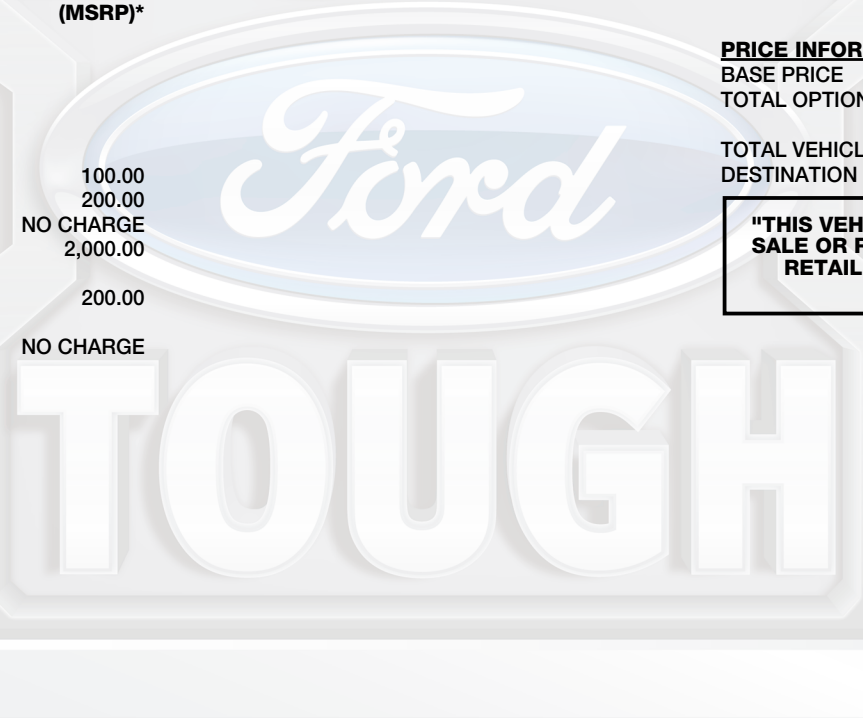 (MSRP)*
100.00
200.00
NO CHARGE
2,000.00
200.00
NO CHARGE
PRICE INFOR
BASE PRICE
TOTAL OPTION
TOTAL VEHICL
DESTINATION
"THIS VEH
SALE OR F
RETAIL
Ford
TOUGH